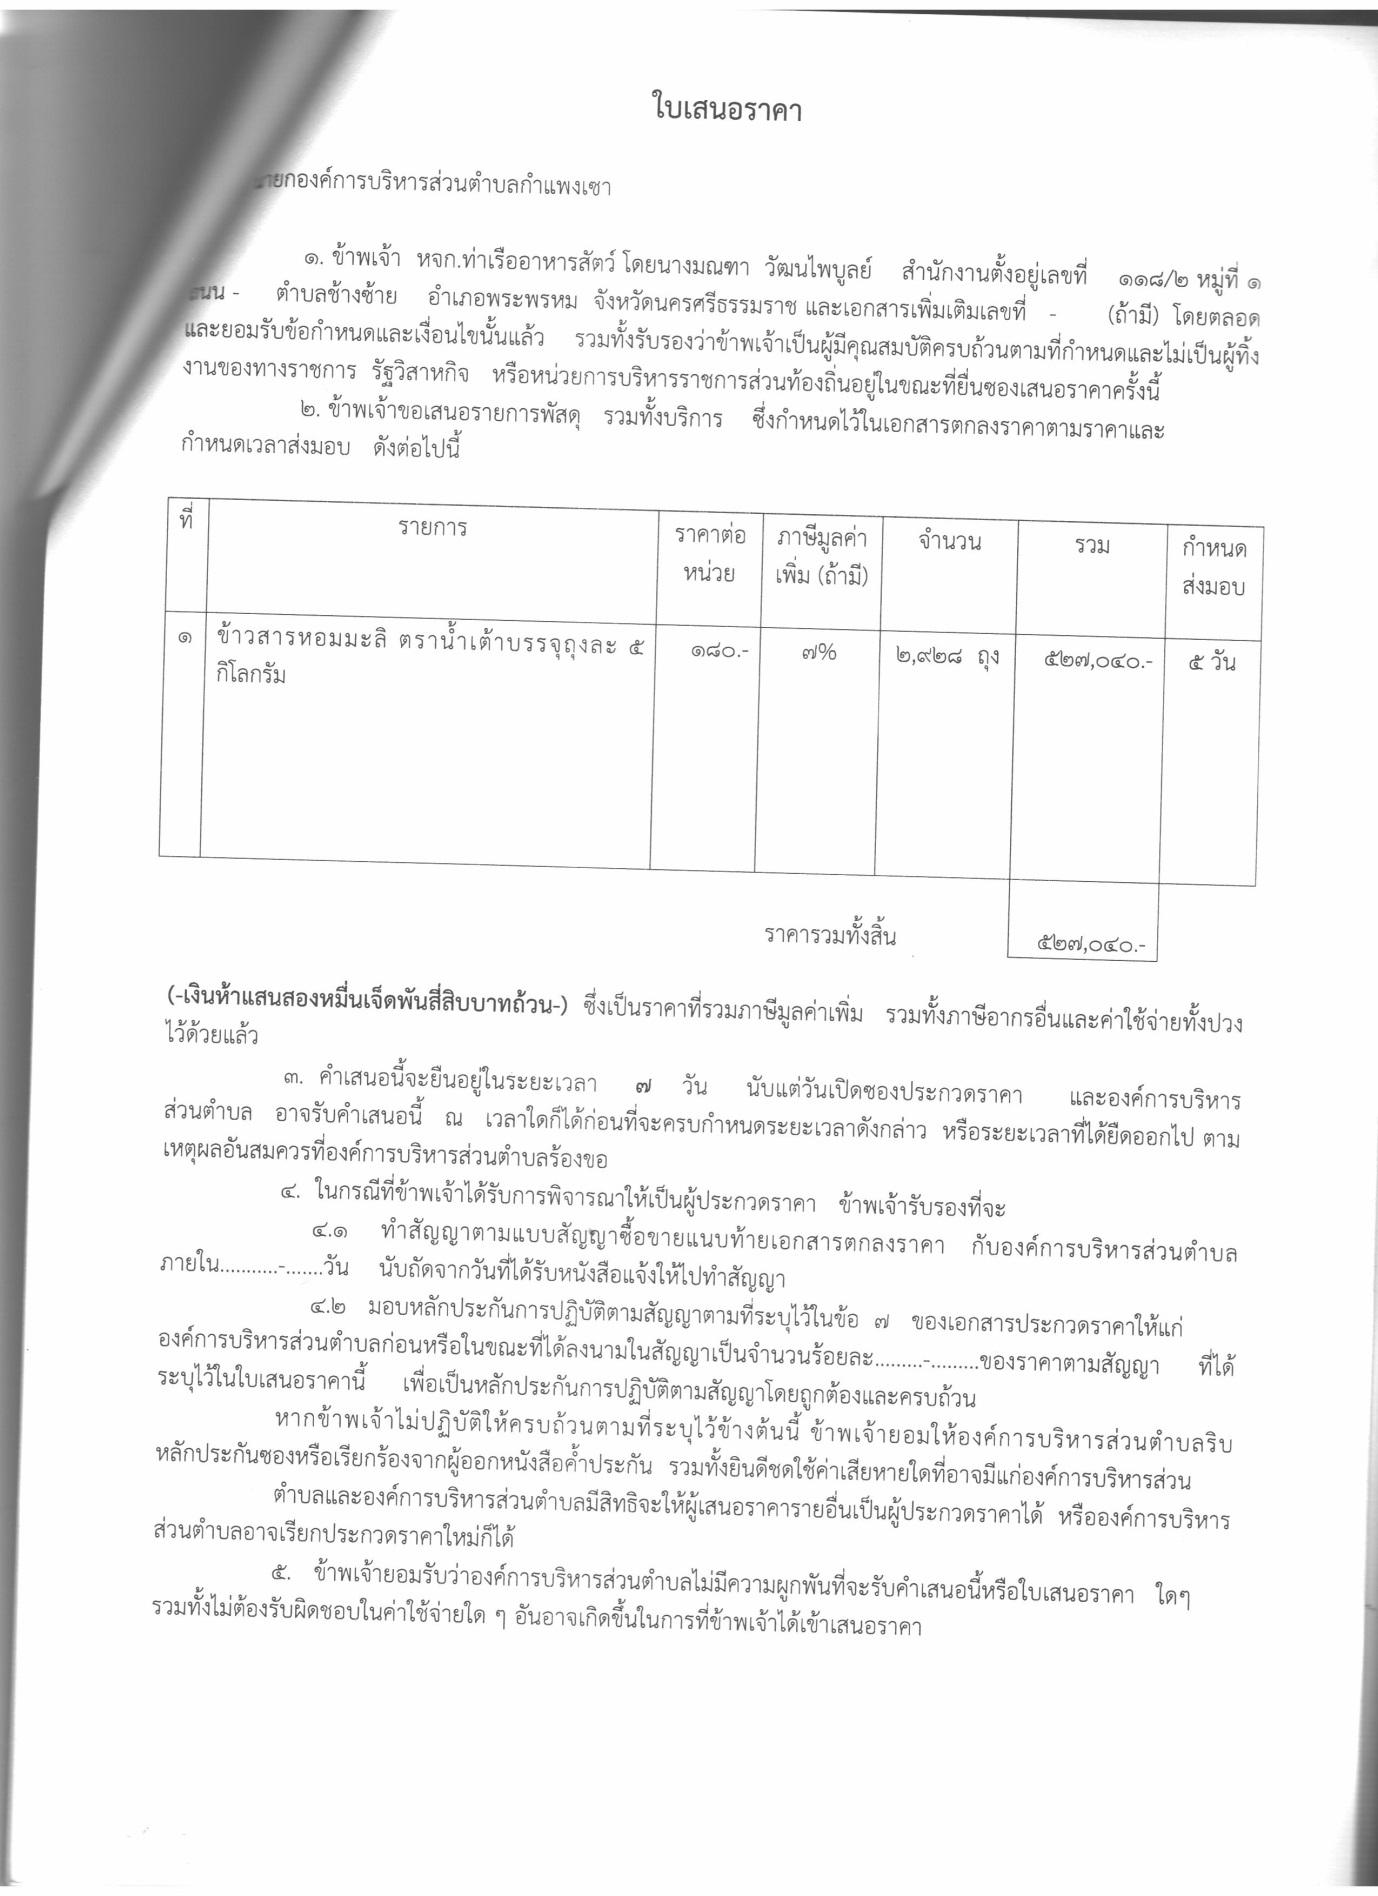 ใบเสนอราคา
นายกองค์การบริหารส่วนตำบลกำแพงเซา
๑. ข้าพเจ้า หจก.ท่าเรืออาหารสัตว์ โดยนางมณฑา วัฒนไพบูลย์ สำนักงานตั้งอยู่เลขที่ ๑๑๘/๒ หมู่ที่ ๑
ถนน - ตำบลช้างซ้าย อำเภอพระพรหม จังหวัดนครศรีธรรมราช และเอกสารเพิ่มเติมเลขที่ - (ถ้ามี) โดยตลอด
และยอมรับข้อกำหนดและเงื่อนไขนั้นแล้ว รวมทั้งรับรองว่าข้าพเจ้าเป็นผู้มีคุณสมบัติครบถ้วนตามที่กำหนดและไม่เป็นผู้ทิ้ง
งานของทางราชการ รัฐวิสาหกิจ หรือหน่วยการบริหารราชการส่วนท้องถิ่นอยู่ในขณะที่ยื่นซองเสนอราคาครั้งนี้
๒. ข้าพเจ้าขอเสนอรายการพัสดุ รวมทั้งบริการ ซึ่งกำหนดไว้ในเอกสารตกลงราคาตามราคาและ
กำหนดเวลาส่งมอบ ดังต่อไปนี้
ที่ รายการ ราคาต่อ ภาษีมูลค่า จำนวน รวม กำหนด
หน่วย เพิ่ม (ถ้ามี) ส่งมอบ
๑ ข้าวสารหอมมะลิ ตราน้ำเต้าบรรจุถุงละ ๕ ๑๘๐.- ๗% ๒,๙๒๘ ถุง ๕๒๗,๐๔๐.- ๕ วัน
กิโลกรัม
ราคารวมทั้งสิ้น ๕๒๗,๐๔๐.-
(-เงินห้าแสนสองหมื่นเจ็ดพันสี่สิบบาทถ้วน-) ซึ่งเป็นราคาที่รวมภาษีมูลค่าเพิ่ม รวมทั้งภาษีอากรอื่นและค่าใช้จ่ายทั้งปวง
ไว้ด้วยแล้ว
๓. คำเสนอนี้จะยืนอยู่ในระยะเวลา ๗ วัน นับแต่วันเปิดซองประกวดราคา และองค์การบริหาร
ส่วนตำบล อาจรับคำเสนอนี้ ณ เวลาใดก็ได้ก่อนที่จะครบกำหนดระยะเวลาดังกล่าว หรือระยะเวลาที่ได้ยืดออกไป ตาม
เหตุผลอันสมควรที่องค์การบริหารส่วนตำบลร้องขอ
๔. ในกรณีที่ข้าพเจ้าได้รับการพิจารณาให้เป็นผู้ประกวดราคา ข้าพเจ้ารับรองที่จะ
๔.๑ ทำสัญญาตามแบบสัญญาซื้อขายแนบท้ายเอกสารตกลงราคา กับองค์การบริหารส่วนตำบล
ภายใน...........-.......วัน นับถัดจากวันที่ได้รับหนังสือแจ้งให้ไปทำสัญญา
๔.๒ มอบหลักประกันการปฏิบัติตามสัญญาตามที่ระบุไว้ในข้อ ๗ ของเอกสารประกวดราคาให้แก่
องค์การบริหารส่วนตำบลก่อนหรือในขณะที่ได้ลงนามในสัญญาเป็นจำนวนร้อยละ.........-.........ของราคาตามสัญญา ที่ได้
ระบุไว้ในใบเสนอราคานี้ เพื่อเป็นหลักประกันการปฏิบัติตามสัญญาโดยถูกต้องและครบถ้วน
หากข้าพเจ้าไม่ปฏิบัติให้ครบถ้วนตามที่ระบุไว้ข้างต้นนี้ ข้าพเจ้ายอมให้องค์การบริหารส่วนตำบลริบ
หลักประกันซองหรือเรียกร้องจากผู้ออกหนังสือค้ำประกัน รวมทั้งยินดีชดใช้ค่าเสียหายใดที่อาจมีแก่องค์การบริหารส่วน
ตำบลและองค์การบริหารส่วนตำบลมีสิทธิจะให้ผู้เสนอราคารายอื่นเป็นผู้ประกวดราคาได้ หรือองค์การบริหาร
ส่วนตำบลอาจเรียกประกวดราคาใหม่ก็ได้
๕. ข้าพเจ้ายอมรับว่าองค์การบริหารส่วนตำบลไม่มีความผูกพันที่จะรับคำเสนอนี้หรือใบเสนอราคา ใดๆ
รวมทั้งไม่ต้องรับผิดชอบในค่าใช้จ่ายใด ๆ อันอาจเกิดขึ้นในการที่ข้าพเจ้าได้เข้าเสนอราคา